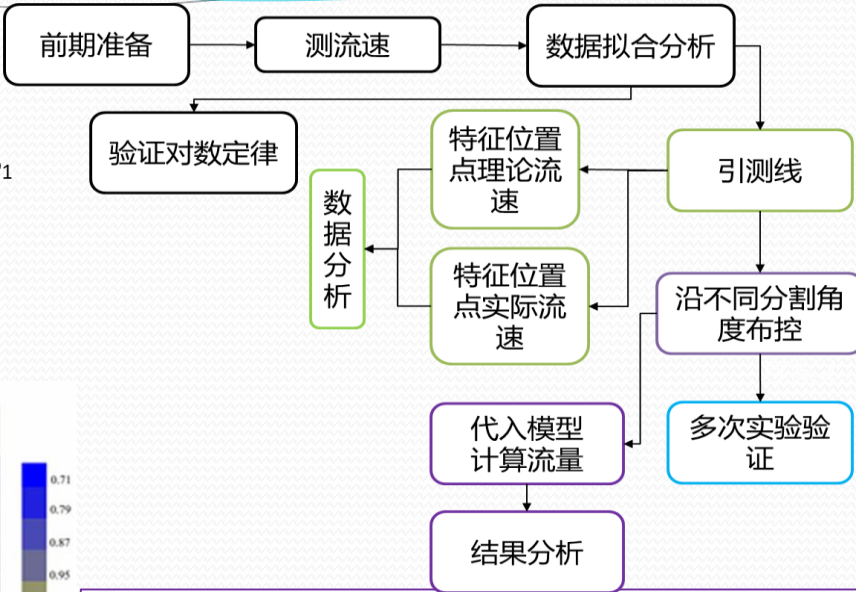 前期准备
测流速
数据拟合分析
验证对数定律
特征位置
点理论流
速
引测线
1
数
据
分
析
特征位置
点实际流
速
沿不同分割角
度布控
代入模型
计算流量
多次实验验
证
0.71
0.79
0.87
0.95
结果分析